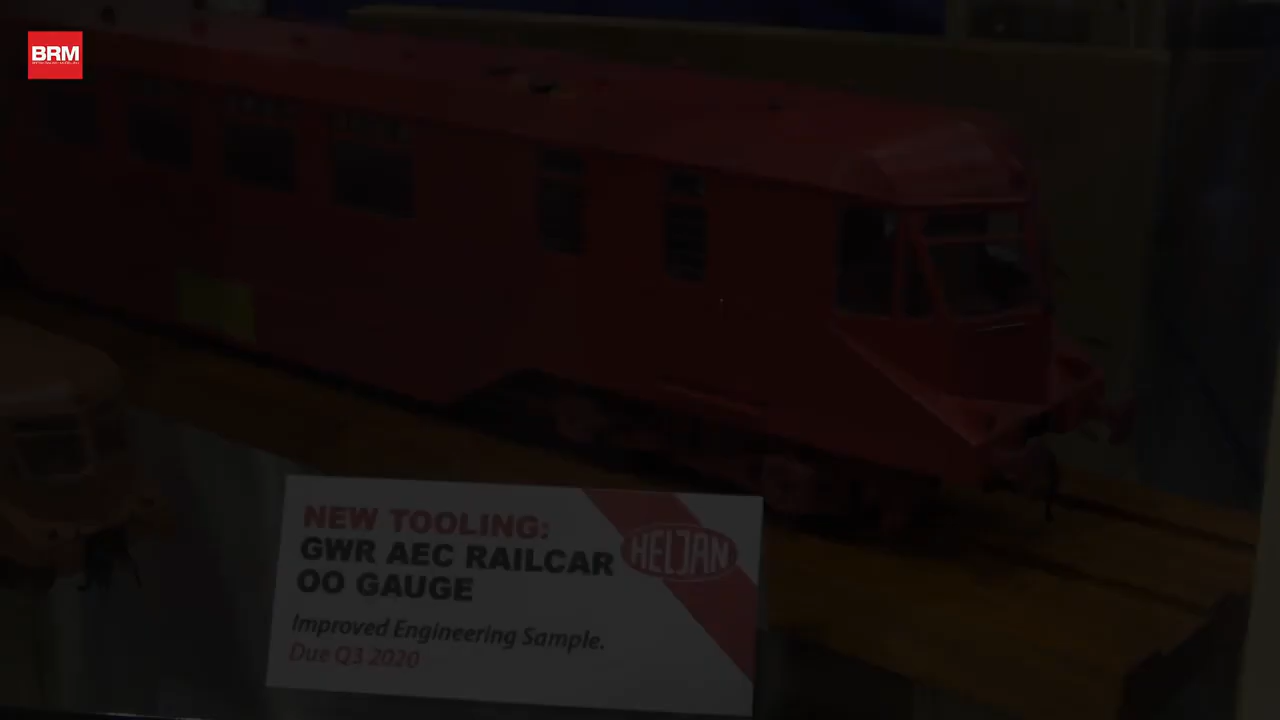 BRM
NEW TOOLING:
GWR AEC RAILCAR
OO GAUGE
HELJAN
Improved Engineering Sample.
Due Q3 2020